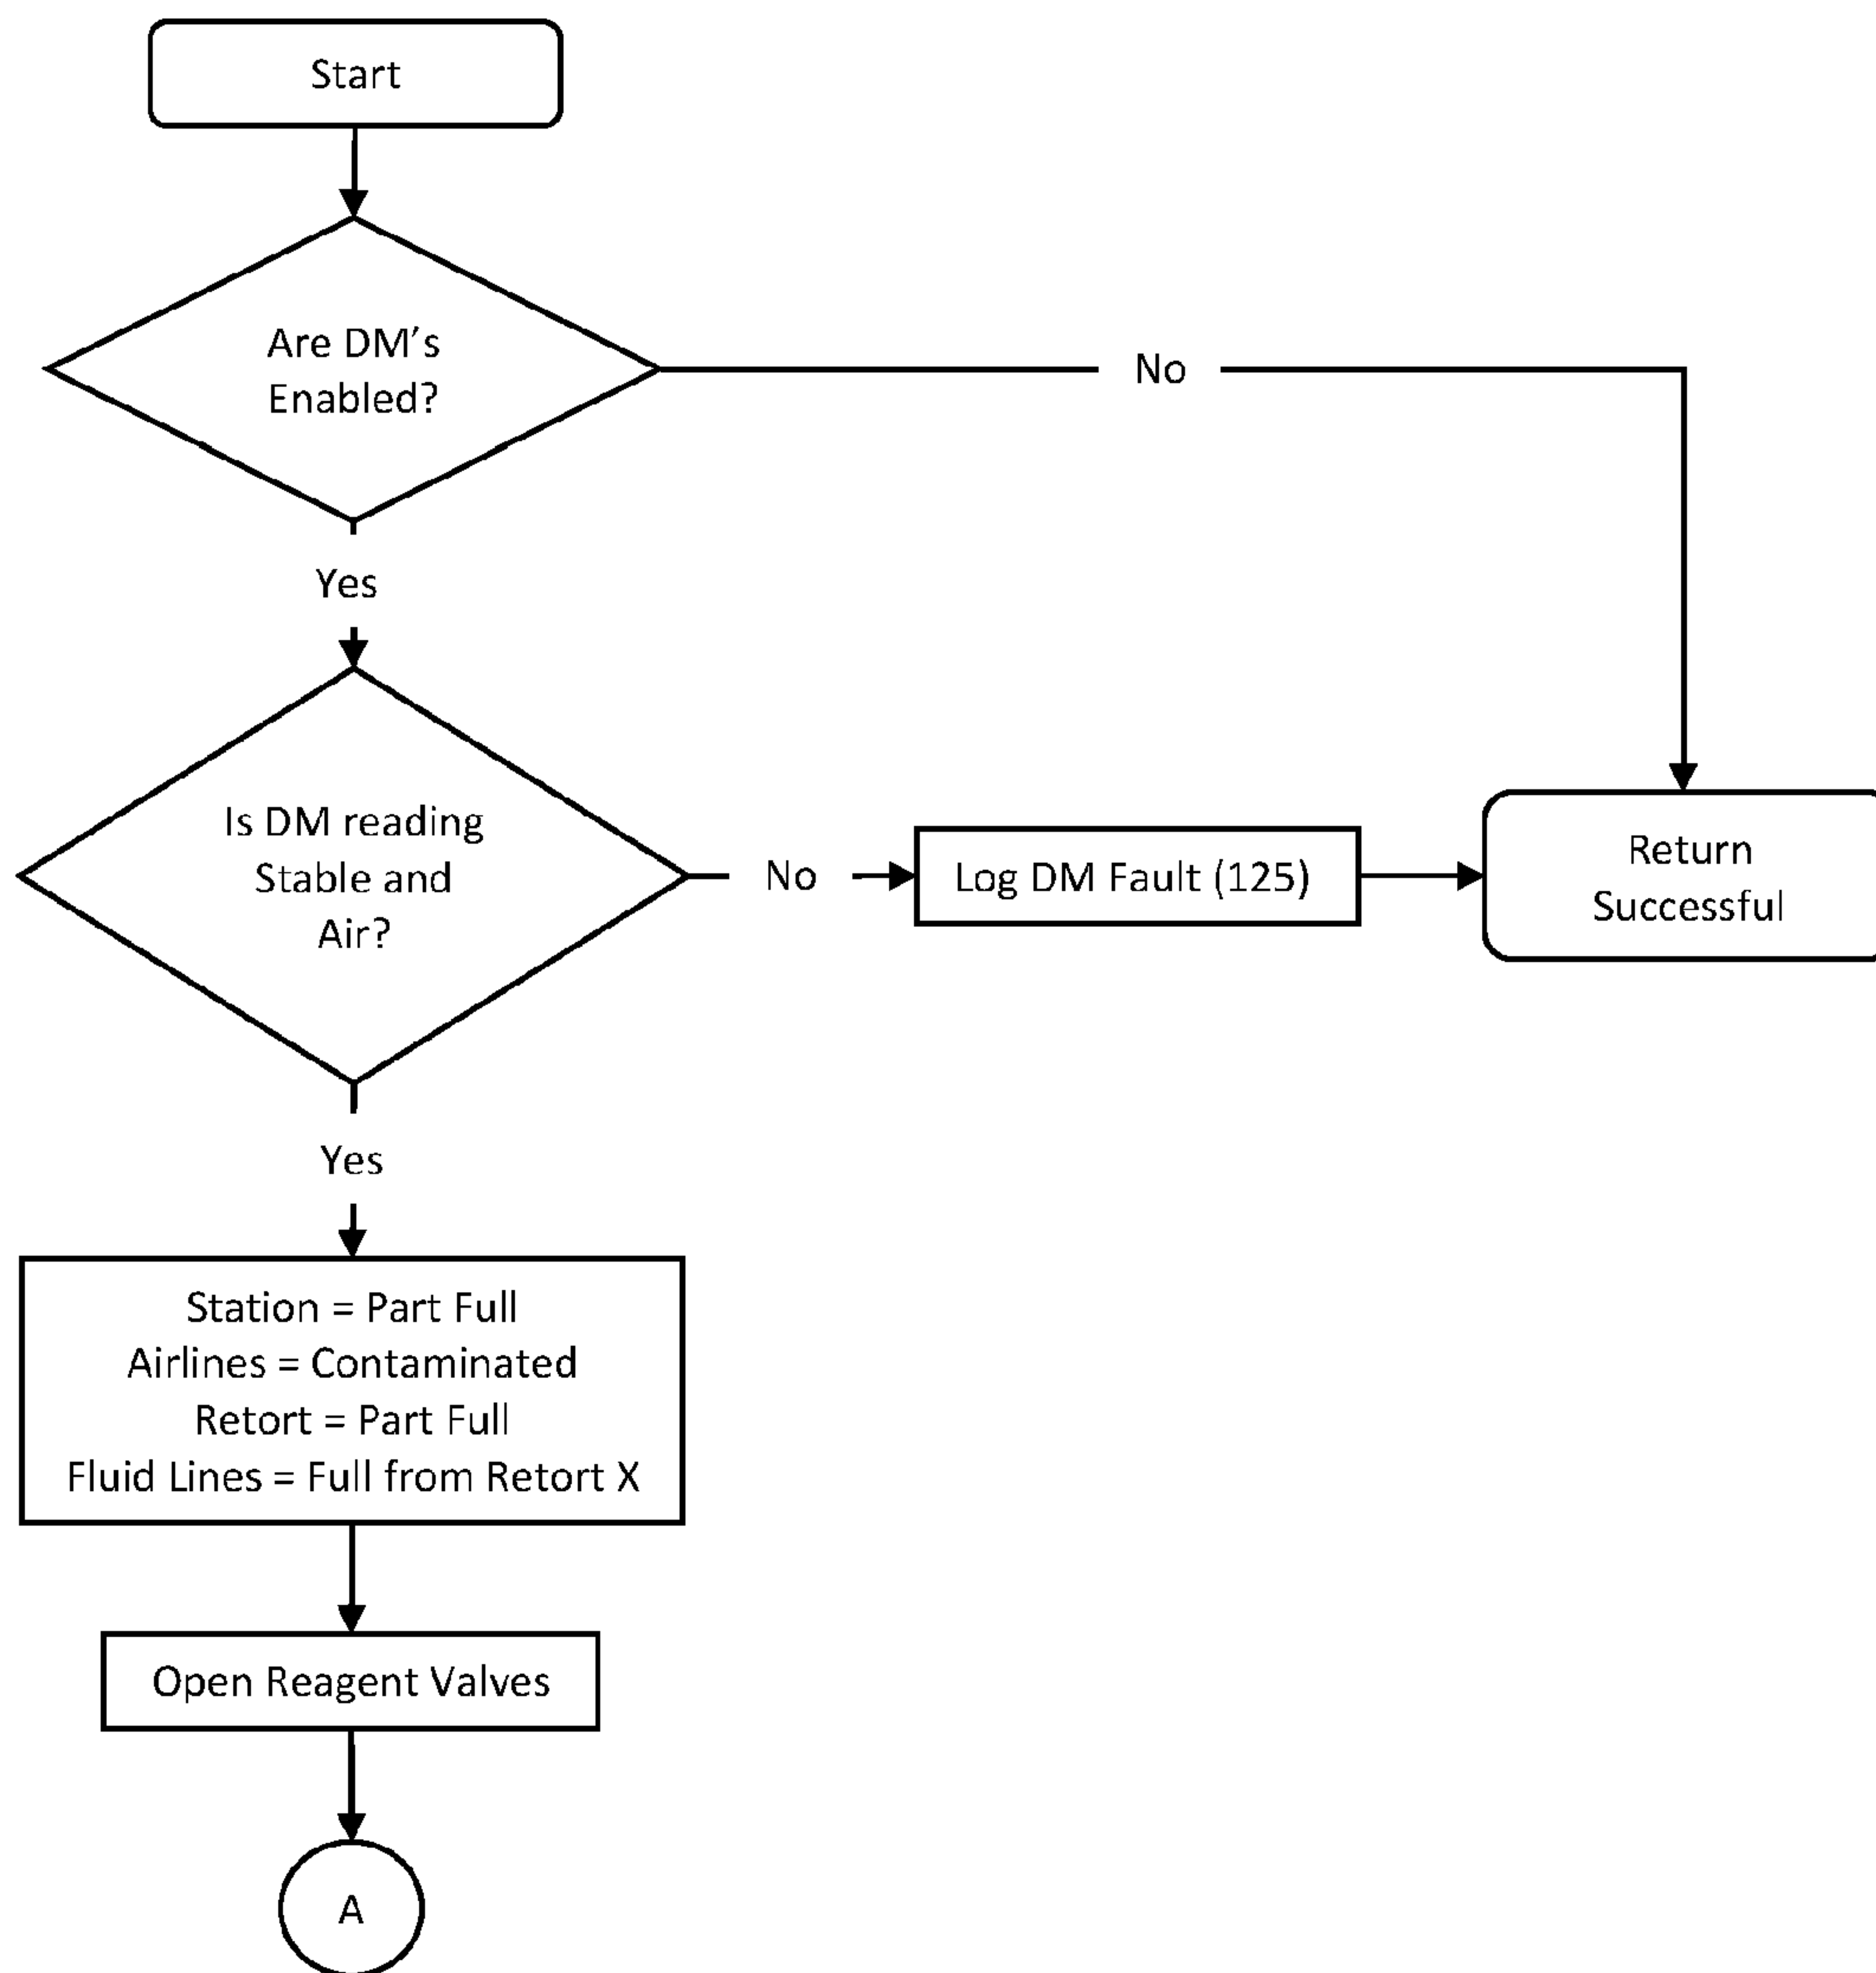 Start
Are DM's
Enabled?
No
Yes
Is DM reading
Stable and
Air?
No
Log DM Fault (125)
Return
Successful
Yes
Station = Part Full
Airlines = Contaminated
Retort = Part Full
Fluid Lines = Full from Retort X
Open Reagent Valves
A